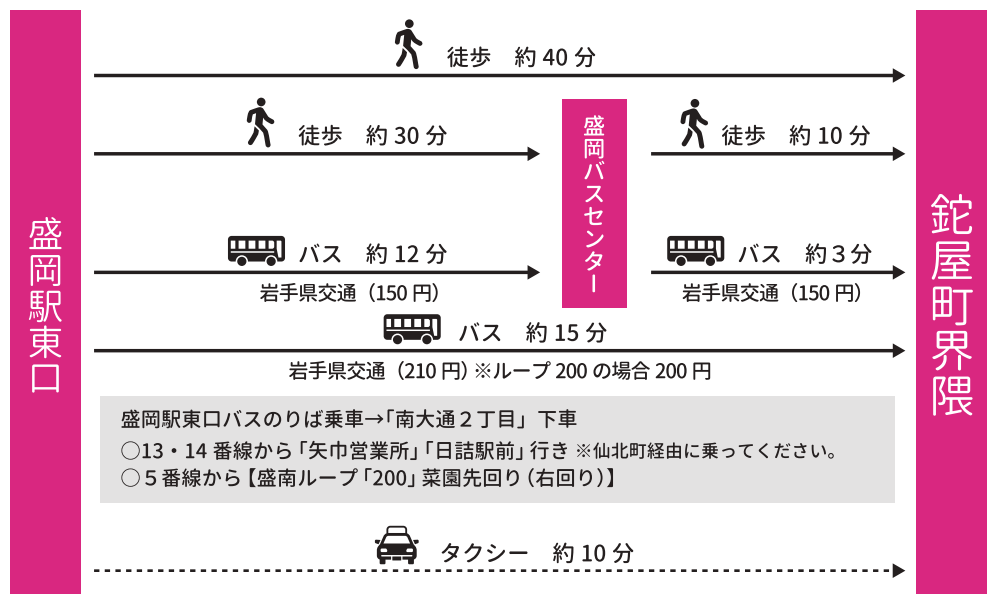 盛岡駅東口
徒歩　約 40 分
徒歩　約 30 分
盛岡バスセンター
徒歩　約 10 分
鉈屋町界隈
バス　約 12 分
岩手県交通（150 円）
バス　約３分
岩手県交通（150 円）
バス　約 15 分
岩手県交通（210 円）※ループ 200 の場合 200 円
盛岡駅東口バスのりば乗車→「南大通２丁目」下車
○13・14 番線から「矢巾営業所」「日詰駅前」行き ※仙北町経由に乗ってください。
○５番線から【盛南ループ「200」菜園先回り（右回り）】
タクシー　約 10 分